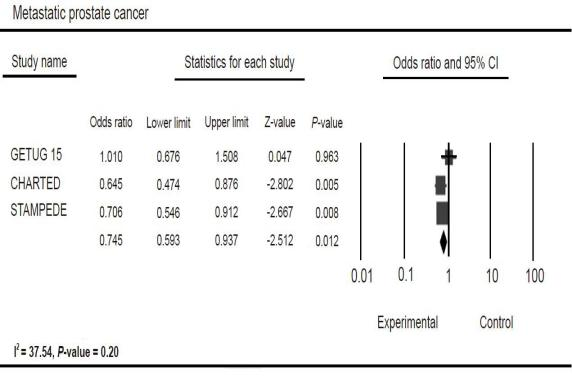 Metastatic prostate cancer
Study name Statistics for each study Odds ratio and 95% CI
Odds ratio Lower limit Upper limit Z-value P-value
GETUG 15 1.010 0.676 1.508 0.047 0.963
CHARTED 0.645 0.474 0.876 -2.802 0.005
STAMPEDE 0.706 0.546 0.912 -2.667 0.008
0.745 0.593 0.937 -2.512 0.012
0.01 0.1 1 10 100
Experimental Control
I² = 37.54, P-value = 0.20